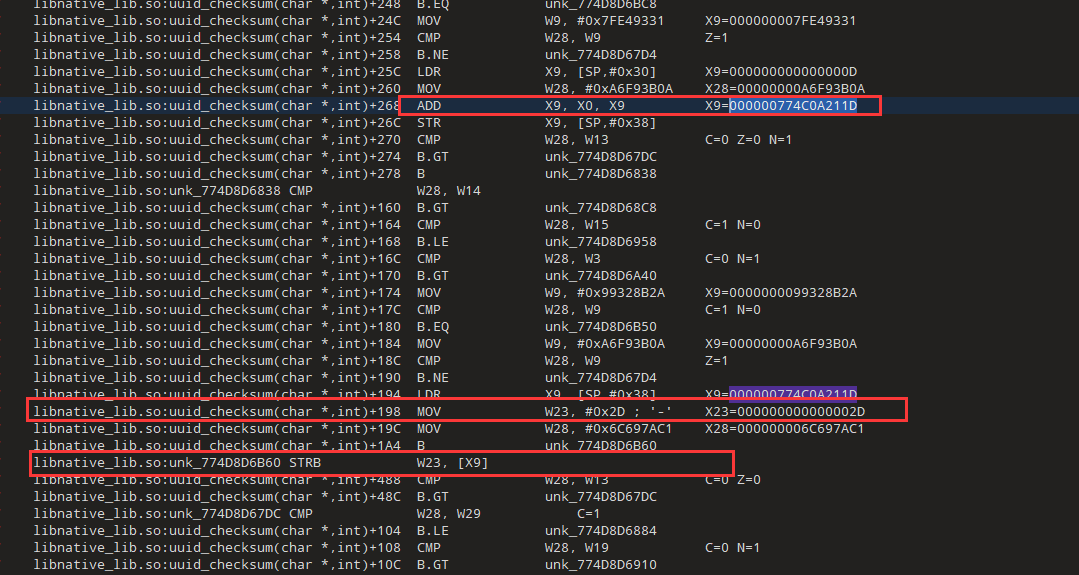 libnative_lib.so:uuid_checksum(char *,int)+248 B.EQ unk_774D8D6BC8
libnative_lib.so:uuid_checksum(char *,int)+24C MOV W9, #0x7FE49331 X9=000000007FE49331
libnative_lib.so:uuid_checksum(char *,int)+254 CMP W28, W9 Z=1
libnative_lib.so:uuid_checksum(char *,int)+258 B.NE unk_774D8D67D4
libnative_lib.so:uuid_checksum(char *,int)+25C LDR X9, [SP,#0x30] X9=000000000000000D
libnative_lib.so:uuid_checksum(char *,int)+260 MOV W28, #0xA6F93B0A X28=00000000A6F93B0A
libnative_lib.so:uuid_checksum(char *,int)+268 ADD X9, X0, X9 X9=000000774C0A211D
libnative_lib.so:uuid_checksum(char *,int)+26C STR X9, [SP,#0x38]
libnative_lib.so:uuid_checksum(char *,int)+270 CMP W28, W13 C=0 Z=0 N=1
libnative_lib.so:uuid_checksum(char *,int)+274 B.GT unk_774D8D67DC
libnative_lib.so:uuid_checksum(char *,int)+278 B unk_774D8D6838
libnative_lib.so:unk_774D8D6838 CMP W28, W14
libnative_lib.so:uuid_checksum(char *,int)+160 B.GT unk_774D8D68C8
libnative_lib.so:uuid_checksum(char *,int)+164 CMP W28, W15 C=1 N=0
libnative_lib.so:uuid_checksum(char *,int)+168 B.LE unk_774D8D6958
libnative_lib.so:uuid_checksum(char *,int)+16C CMP W28, W3 C=0 N=1
libnative_lib.so:uuid_checksum(char *,int)+170 B.GT unk_774D8D6A40
libnative_lib.so:uuid_checksum(char *,int)+174 MOV W9, #0x99328B2A X9=0000000099328B2A
libnative_lib.so:uuid_checksum(char *,int)+17C CMP W28, W9 C=1 N=0
libnative_lib.so:uuid_checksum(char *,int)+180 B.EQ unk_774D8D6B50
libnative_lib.so:uuid_checksum(char *,int)+184 MOV W9, #0xA6F93B0A X9=00000000A6F93B0A
libnative_lib.so:uuid_checksum(char *,int)+18C CMP W28, W9 Z=1
libnative_lib.so:uuid_checksum(char *,int)+190 B.NE unk_774D8D67D4
libnative_lib.so:uuid_checksum(char *,int)+194 LDR X9, [SP,#0x38] X9=000000774C0A211D
libnative_lib.so:uuid_checksum(char *,int)+198 MOV W23, #0x2D ; '-' X23=000000000000002D
libnative_lib.so:uuid_checksum(char *,int)+19C MOV W28, #0x6C697AC1 X28=000000006C697AC1
libnative_lib.so:uuid_checksum(char *,int)+1A4 B unk_774D8D6B60
libnative_lib.so:unk_774D8D6B60 STRB W23, [X9]
libnative_lib.so:uuid_checksum(char *,int)+488 CMP W28, W13 C=0 Z=0
libnative_lib.so:uuid_checksum(char *,int)+48C B.GT unk_774D8D67DC
libnative_lib.so:unk_774D8D67DC CMP W28, W29 C=1
libnative_lib.so:uuid_checksum(char *,int)+104 B.LE unk_774D8D6884
libnative_lib.so:uuid_checksum(char *,int)+108 CMP W28, W19 C=0 N=1
libnative_lib.so:uuid_checksum(char *,int)+10C B.GT unk_774D8D6910